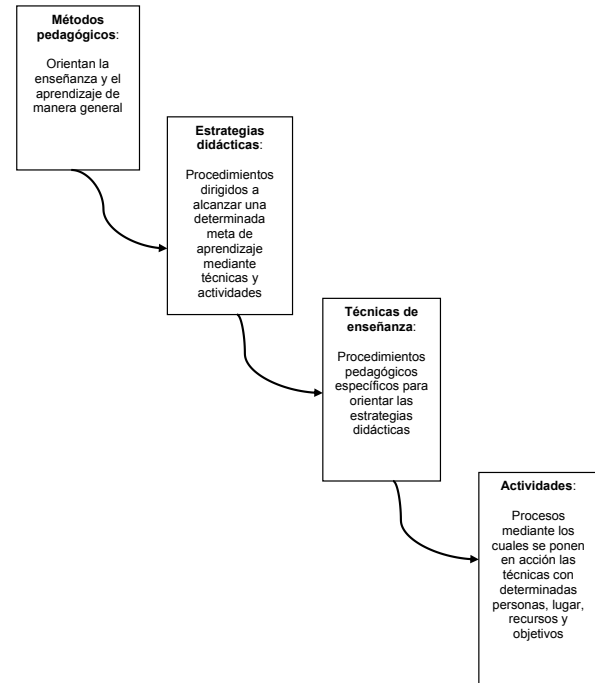 Métodos
pedagógicos:
Orientan la
enseñanza y el
aprendizaje de
manera general
Estrategias
didácticas:
Procedimientos
dirigidos a
alcanzar una
determinada
meta de
aprendizaje
mediante
técnicas y
actividades
Técnicas de
enseñanza:
Procedimientos
pedagógicos
específicos para
orientar las
estrategias
didácticas
Actividades:
Procesos
mediante los
cuales se ponen
en acción las
técnicas con
determinadas
personas, lugar,
recursos y
objetivos